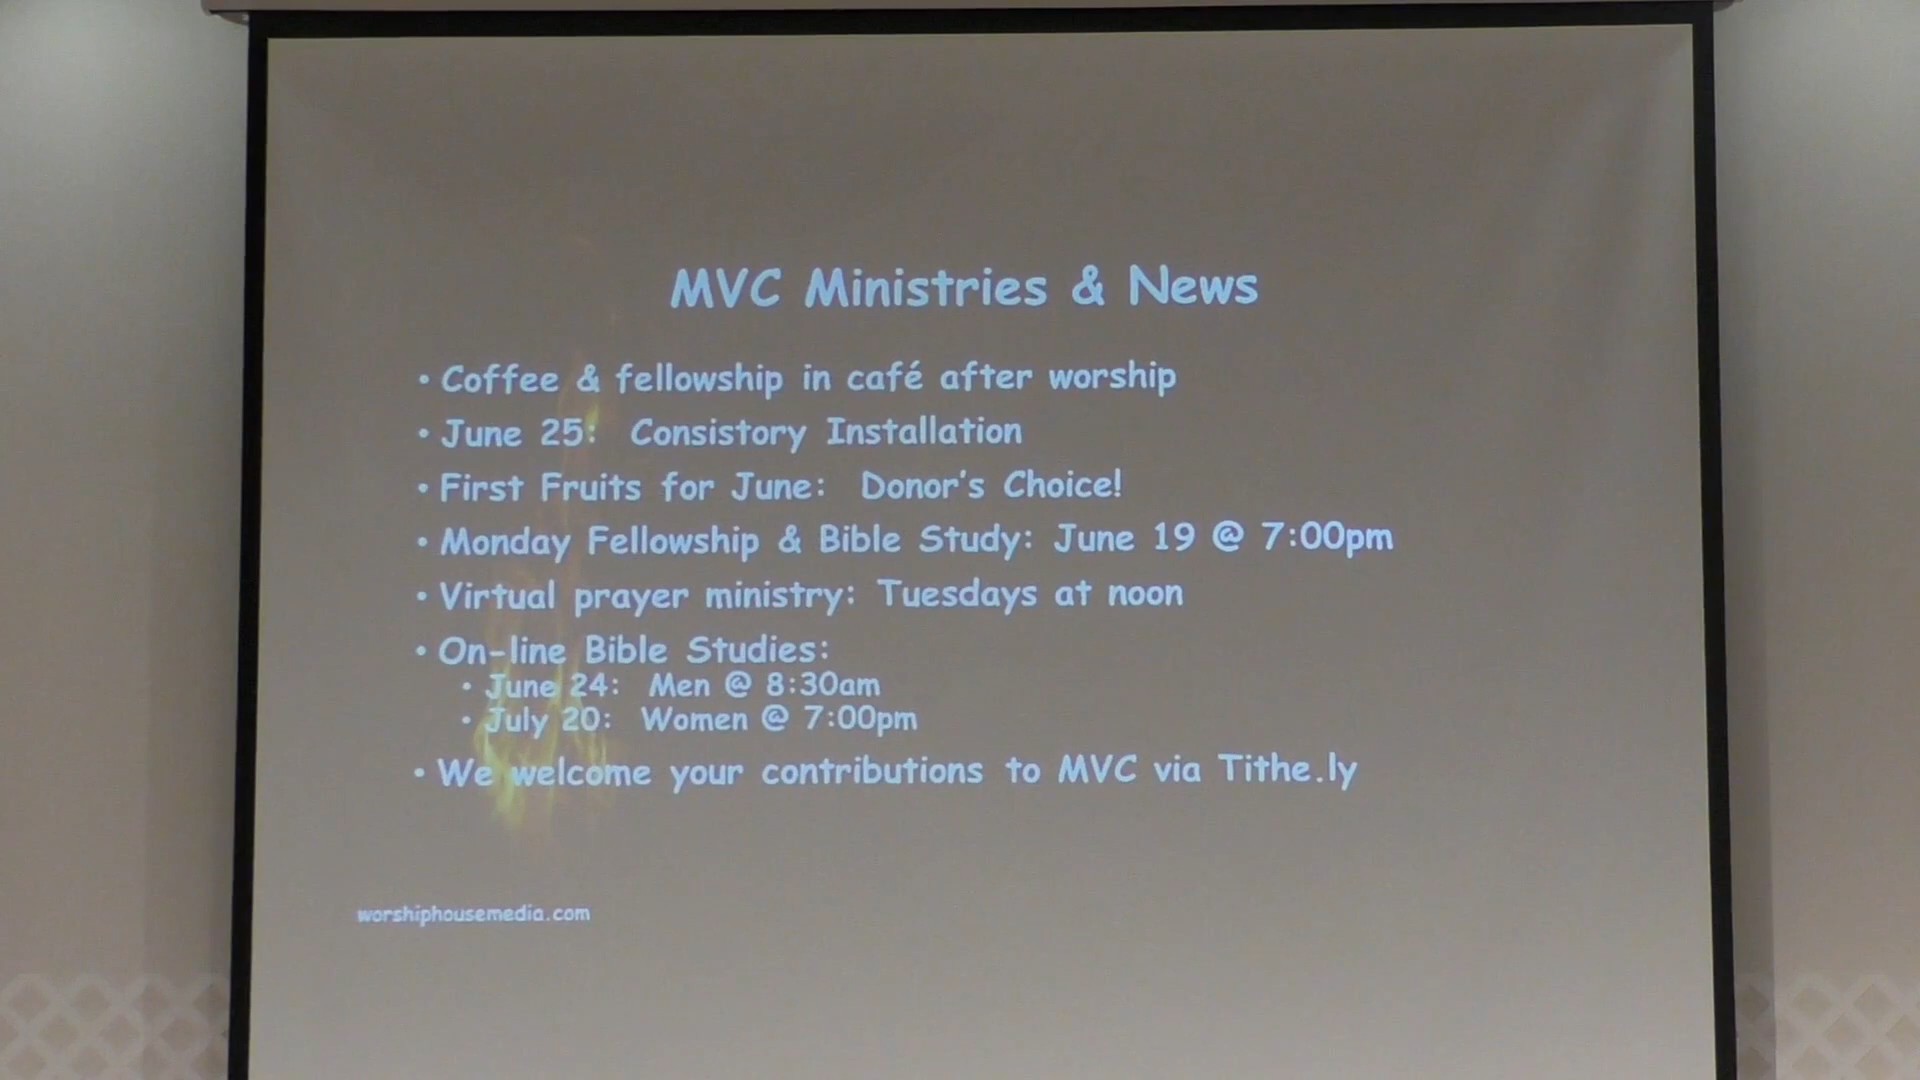 MVC Ministries & News
• Coffee & fellowship in café after worship
• June 25: Consistory Installation
• First Fruits for June: Donor's Choice!
• Monday Fellowship & Bible Study: June 19 @ 7:00pm
• Virtual prayer ministry: Tuesdays at noon
• On-line Bible Studies:
• June 24: Men @ 8:30am
• July 20: Women @ 7:00pm
• We welcome your contributions to MVC via Tithe.ly
worshiphousemedia.com